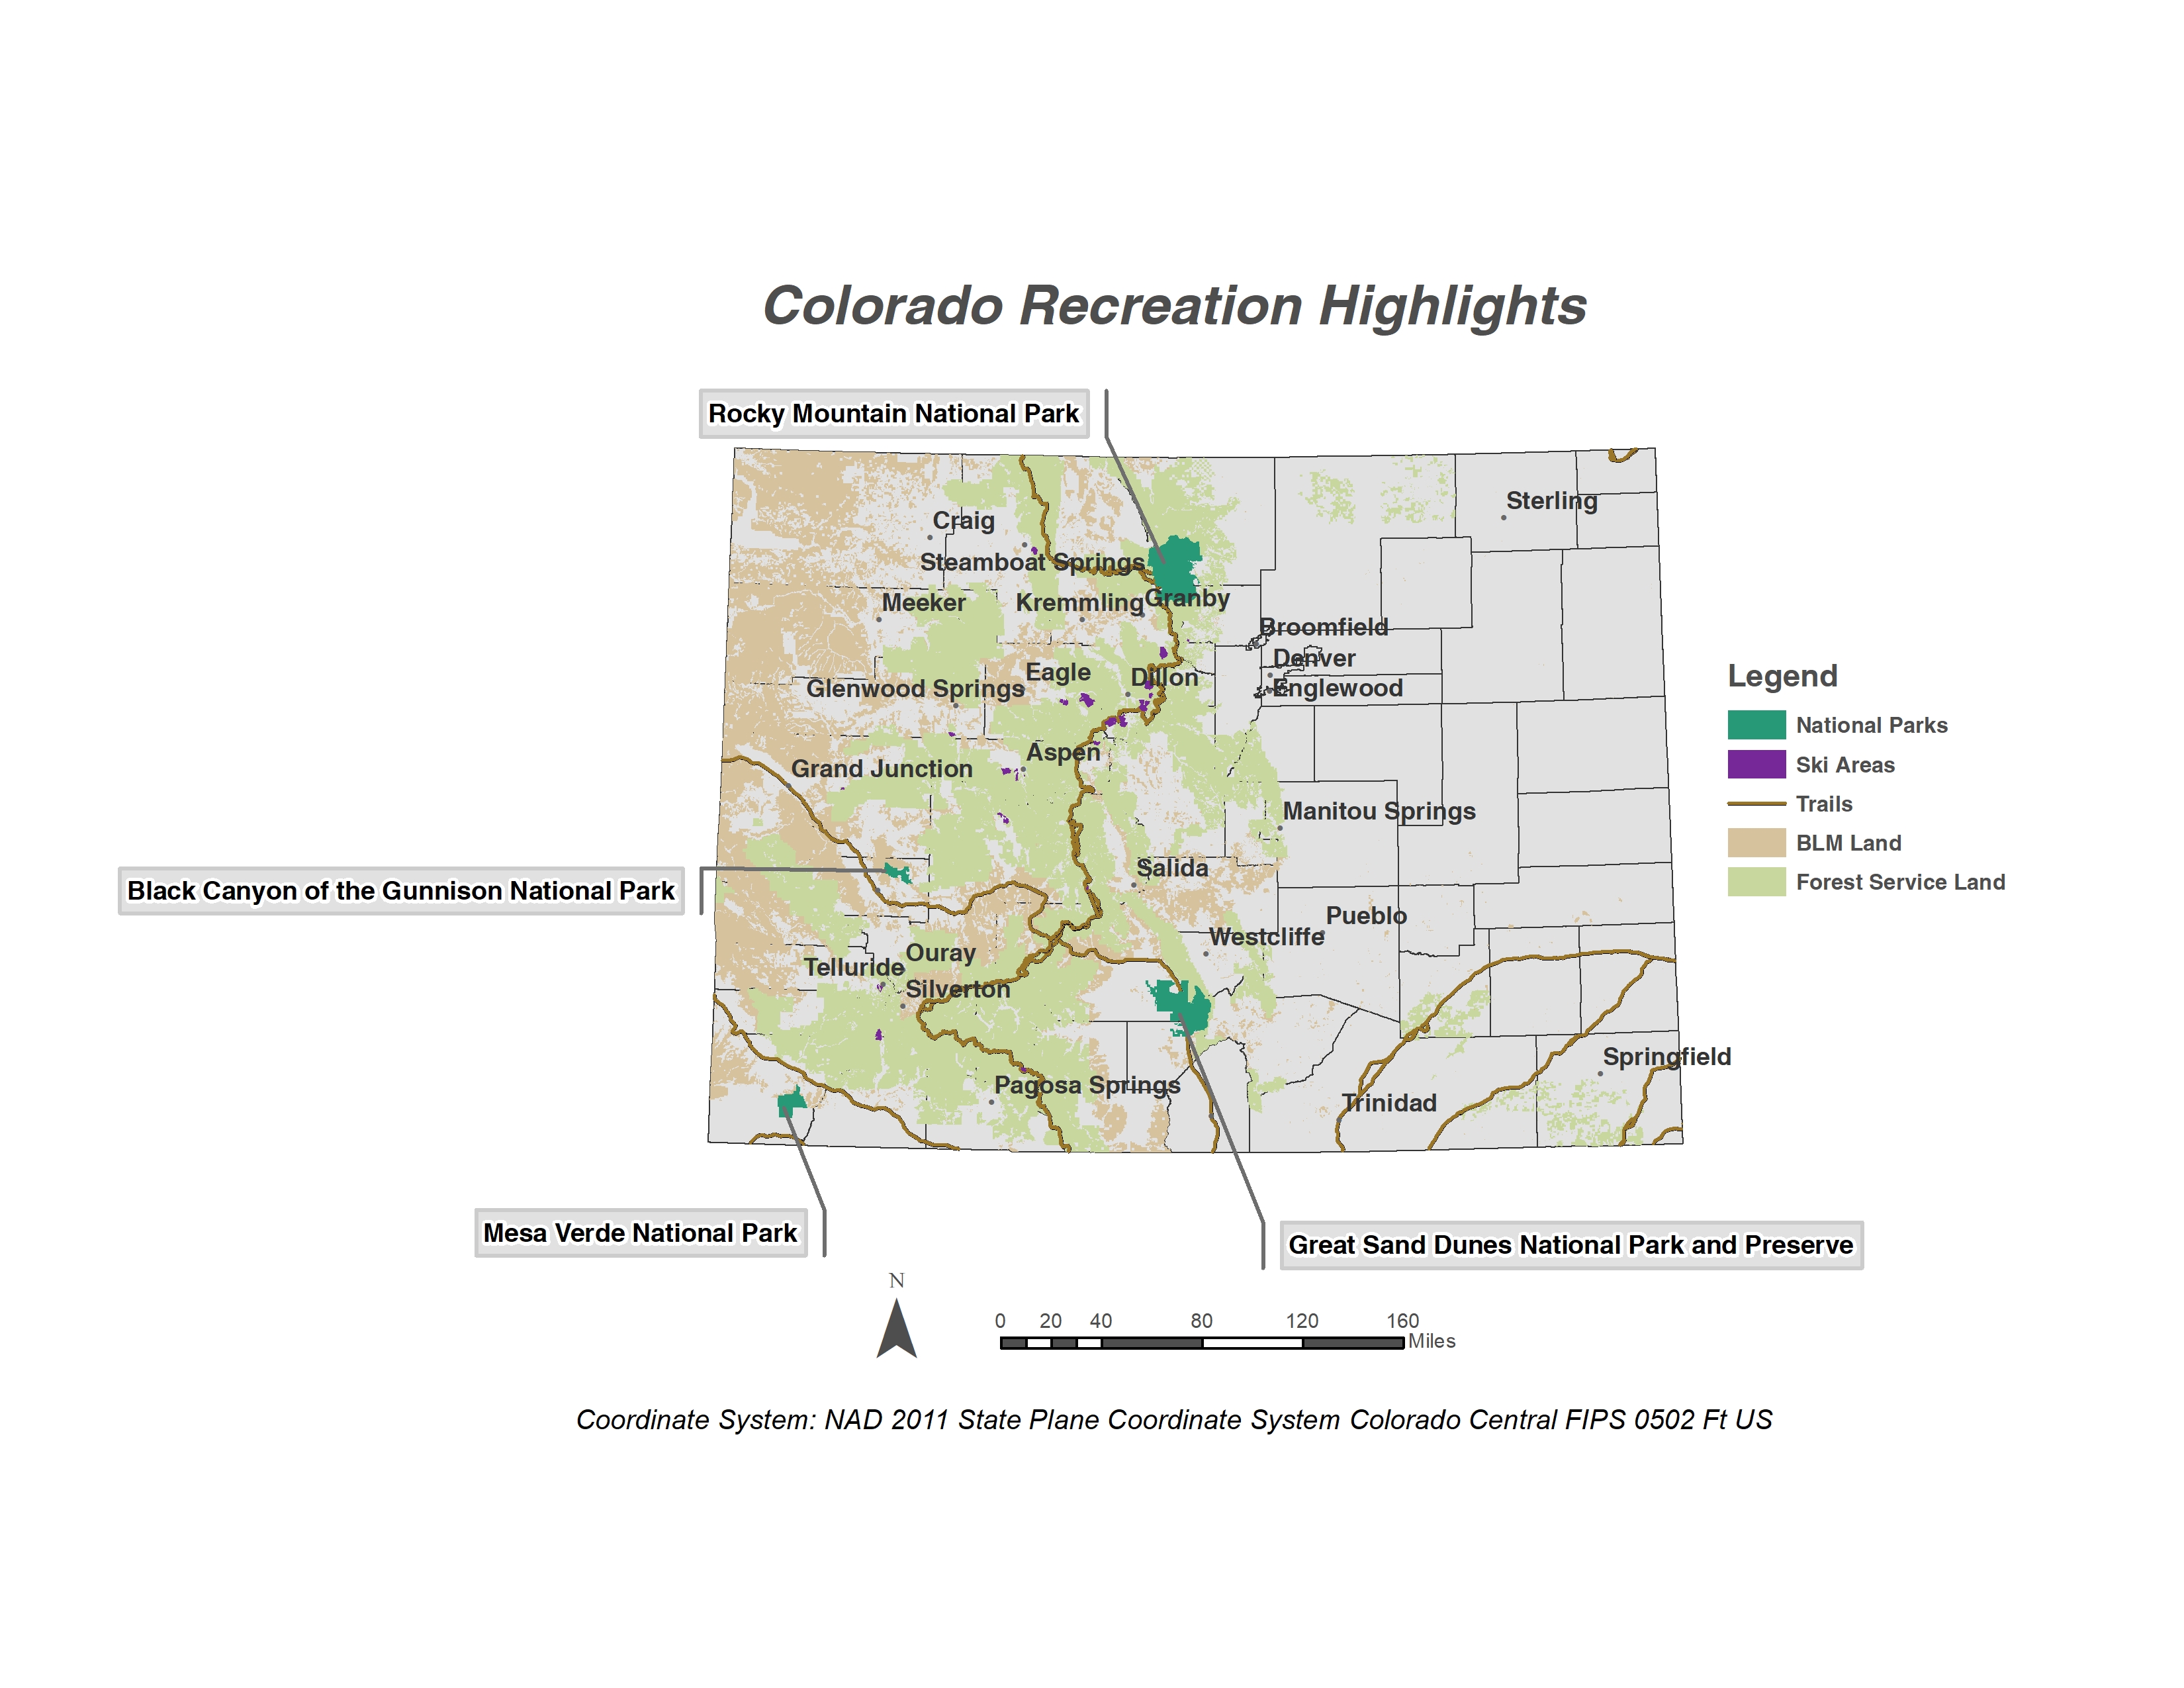 Colorado Recreation Highlights
Rocky Mountain National Park
Sterling
Craig
Steamboat Springs
Meeker
Kremmling
Granby
Broomfield
Denver
Eagle
Dillon
Glenwood Springs
Englewood
Aspen
Grand Junction
Manitou Springs
Salida
Black Canyon of the Gunnison National Park
Pueblo
Westcliffe
Ouray
Telluride
Silverton
Springfield
Pagosa Springs
Trinidad
Legend
National Parks
Ski Areas
Trails
BLM Land
Forest Service Land
Mesa Verde National Park
Great Sand Dunes National Park and Preserve
N
0 20 40 80 120 160
Miles
Coordinate System: NAD 2011 State Plane Coordinate System Colorado Central FIPS 0502 Ft US